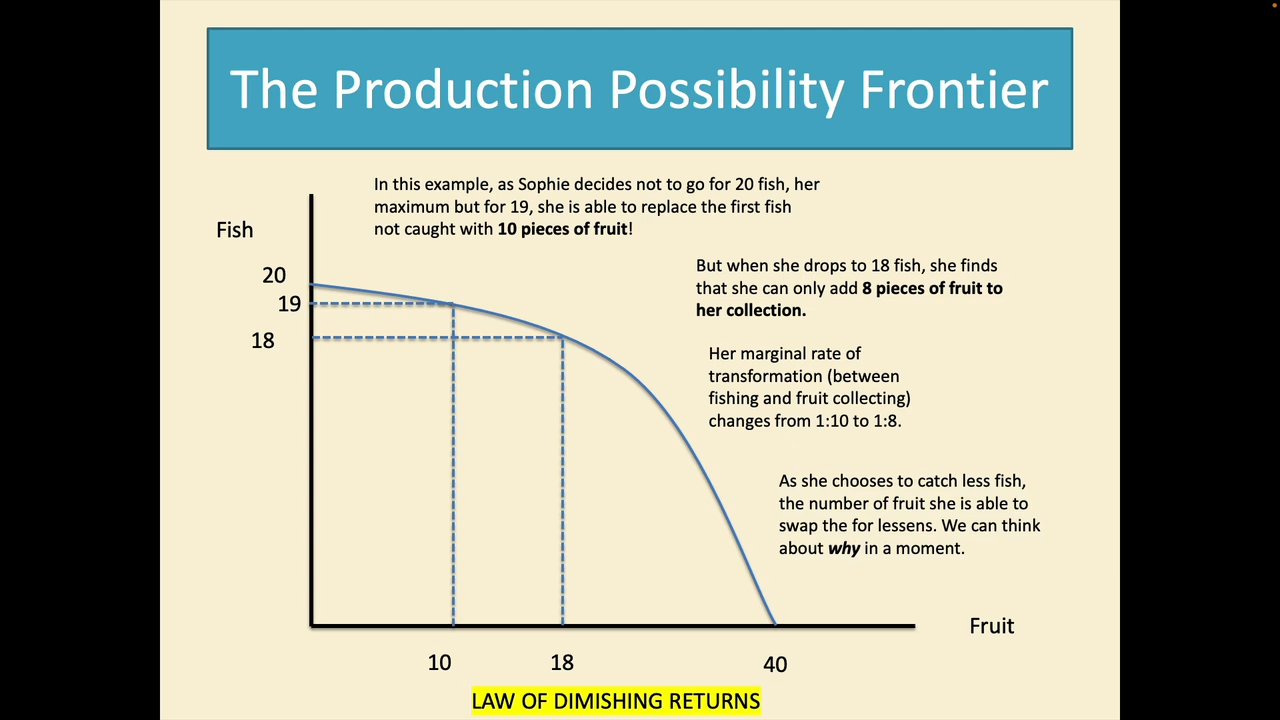 The Production Possibility Frontier
In this example, as Sophie decides not to go for 20 fish, her
maximum but for 19, she is able to replace the first fish
not caught with 10 pieces of fruit!
Fish
But when she drops to 18 fish, she finds
that she can only add 8 pieces of fruit to
her collection.
20
19
18
Her marginal rate of
transformation (between
fishing and fruit collecting)
changes from 1:10 to 1:8.
As she chooses to catch less fish,
the number of fruit she is able to
swap the for lessens. We can think
about why in a moment.
Fruit
10 18 40
LAW OF DIMISHING RETURNS